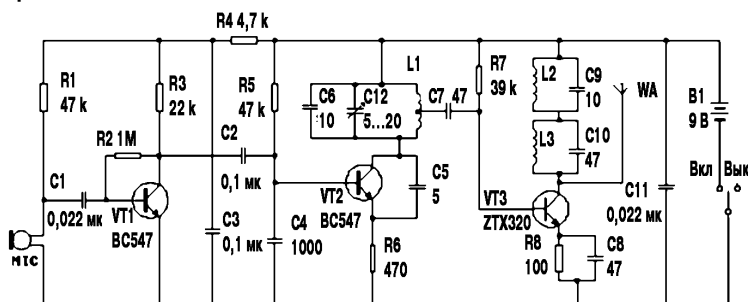 R4 4,7 k
R1
47 k
R3
22 k
R5
47 k
C6
10
C12
5...20
L1
C7 47
R7
39 k
L2
C9
10
WA
B1
9 В
R2 1M
C2
0,1 мк
L3
C10
47
Вкл
Вык
C1
0,022 мк
VT1
BC547
C3
0,1 мк
C4
1000
VT2
BC547
C5
5
R6
470
VT3
ZTX320
R8
100
C8
47
C11
0,022 мк
MIC